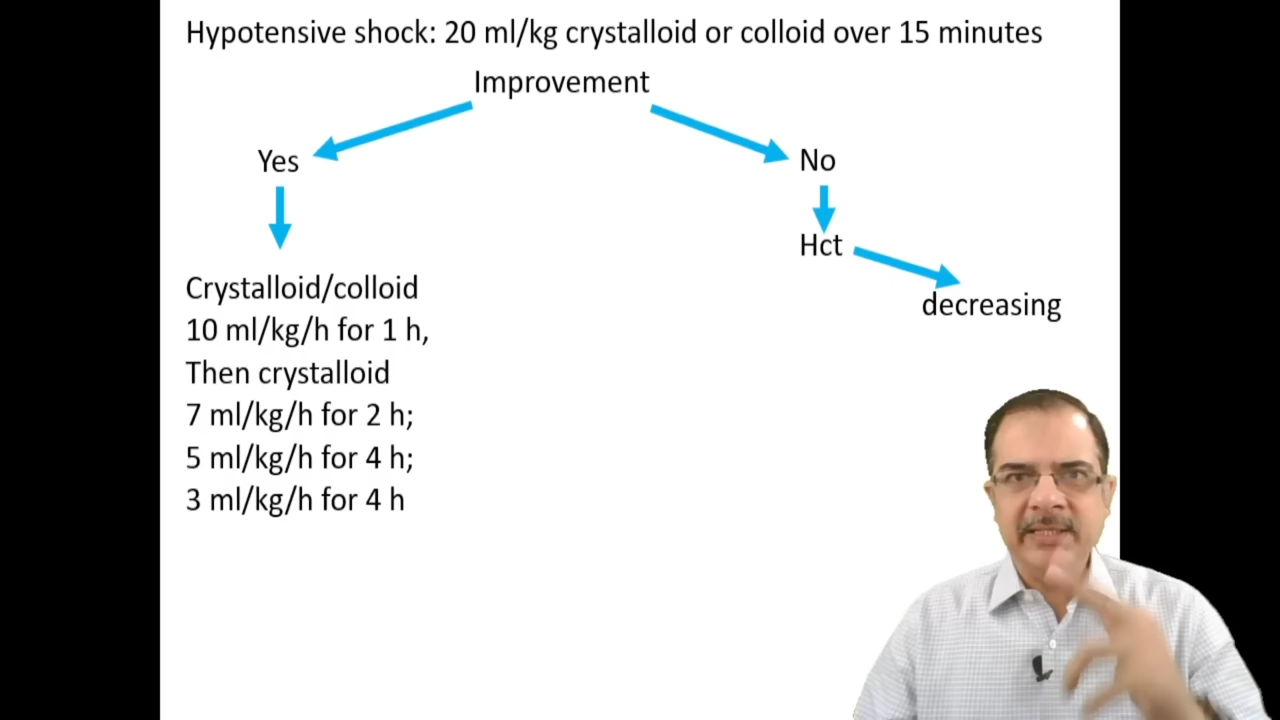 Hypotensive shock: 20 ml/kg crystalloid or colloid over 15 minutes
Improvement
Yes
No
Hct
decreasing
Crystalloid/colloid
10 ml/kg/h for 1 h,
Then crystalloid
7 ml/kg/h for 2 h;
5 ml/kg/h for 4 h;
3 ml/kg/h for 4 h